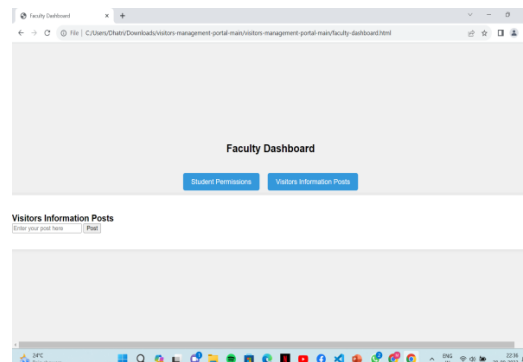 Faculty Dashboard
File | C:/Users/Dhatri/Downloads/visitors-management-portal-main/visitors-management-portal-main/faculty-dashboard.html
Faculty Dashboard
Student Permissions
Visitors Information Posts
Visitors Information Posts
Enter your post here
Post
24°C
ENG
22:36